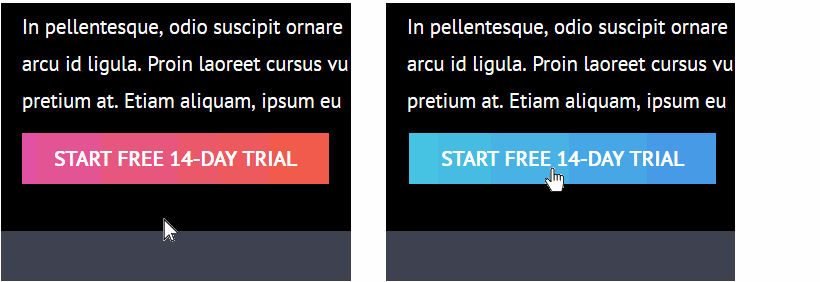 In pellentesque, odio suscipit ornare
arcu id ligula. Proin laoreet cursus vu
pretium at. Etiam aliquam, ipsum eu
START FREE 14-DAY TRIAL
In pellentesque, odio suscipit ornare
arcu id ligula. Proin laoreet cursus vu
pretium at. Etiam aliquam, ipsum eu
START FREE 14-DAY TRIAL